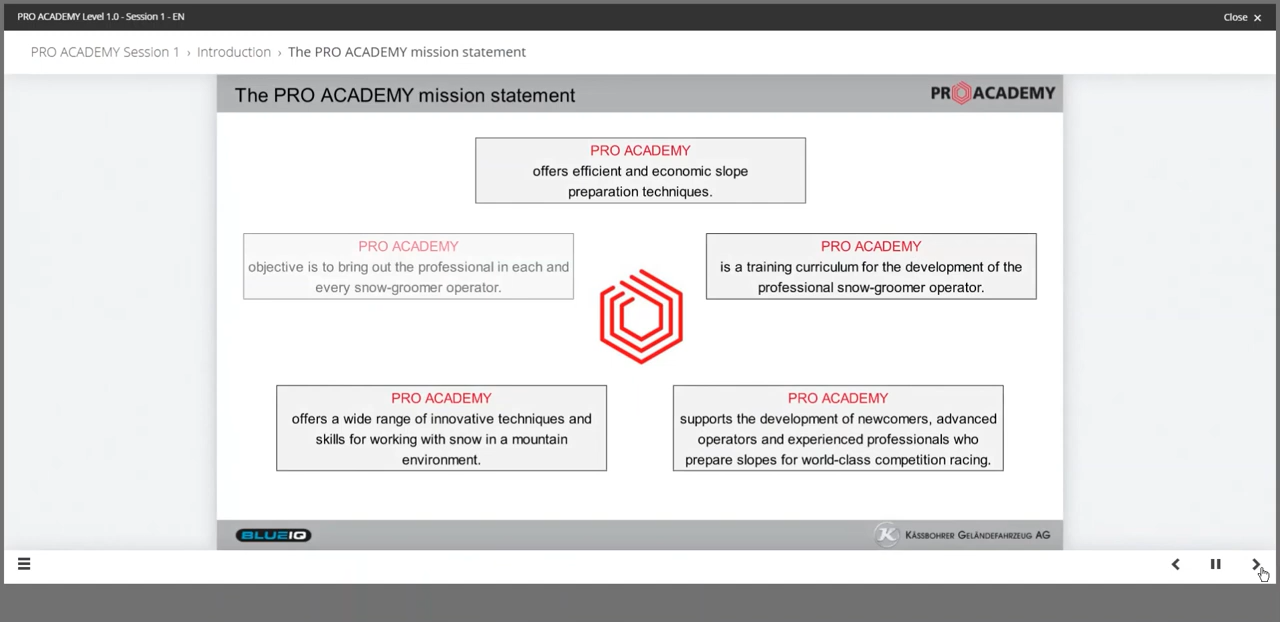 PRO ACADEMY Level 1.0 - Session 1 - EN
Close ×
PRO ACADEMY Session 1 › Introduction › The PRO ACADEMY mission statement
The PRO ACADEMY mission statement
PRO ACADEMY
PRO ACADEMY
offers efficient and economic slope
preparation techniques.
PRO ACADEMY
objective is to bring out the professional in each and
every snow-groomer operator.
PRO ACADEMY
is a training curriculum for the development of the
professional snow-groomer operator.
PRO ACADEMY
offers a wide range of innovative techniques and
skills for working with snow in a mountain
environment.
PRO ACADEMY
supports the development of newcomers, advanced
operators and experienced professionals who
prepare slopes for world-class competition racing.
BLUEIQ
K KÄSSBOHRER GELÄNDEFAHRZEUG AG